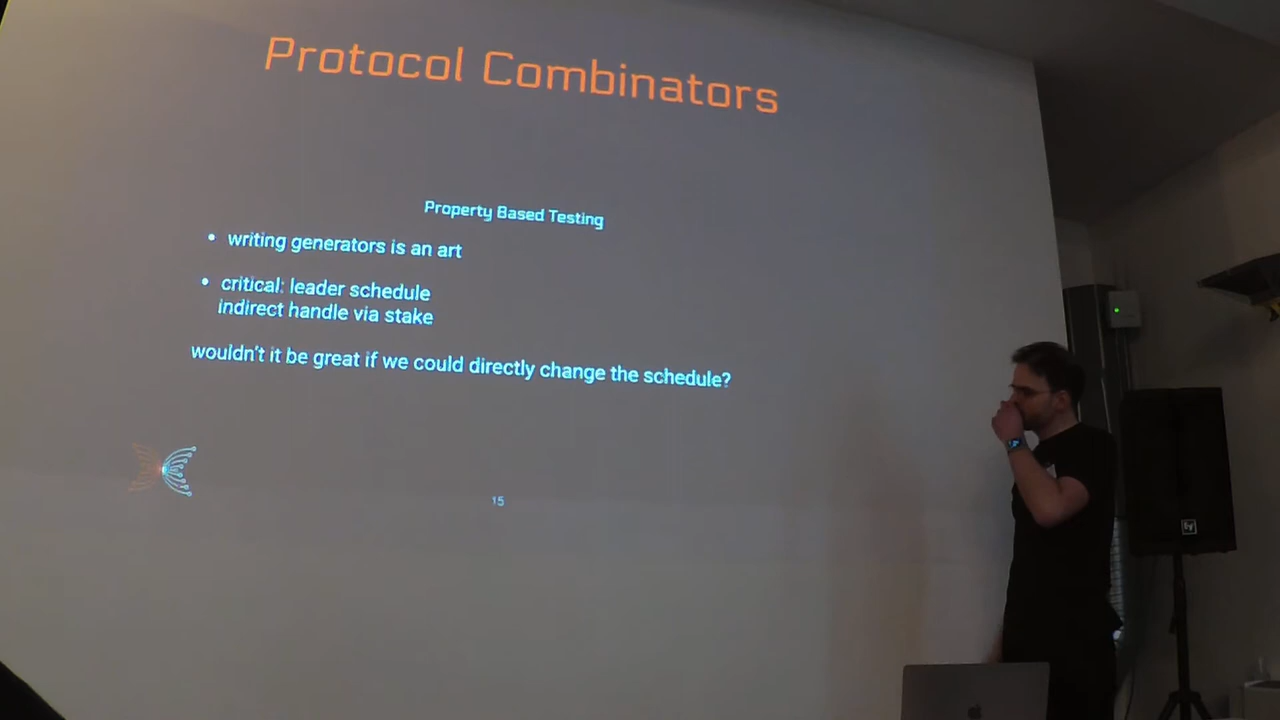 Protocol Combinators
Property Based Testing
• writing generators is an art
• critical: leader schedule
indirect handle via stake
wouldn't it be great if we could directly change the schedule?
15
EV